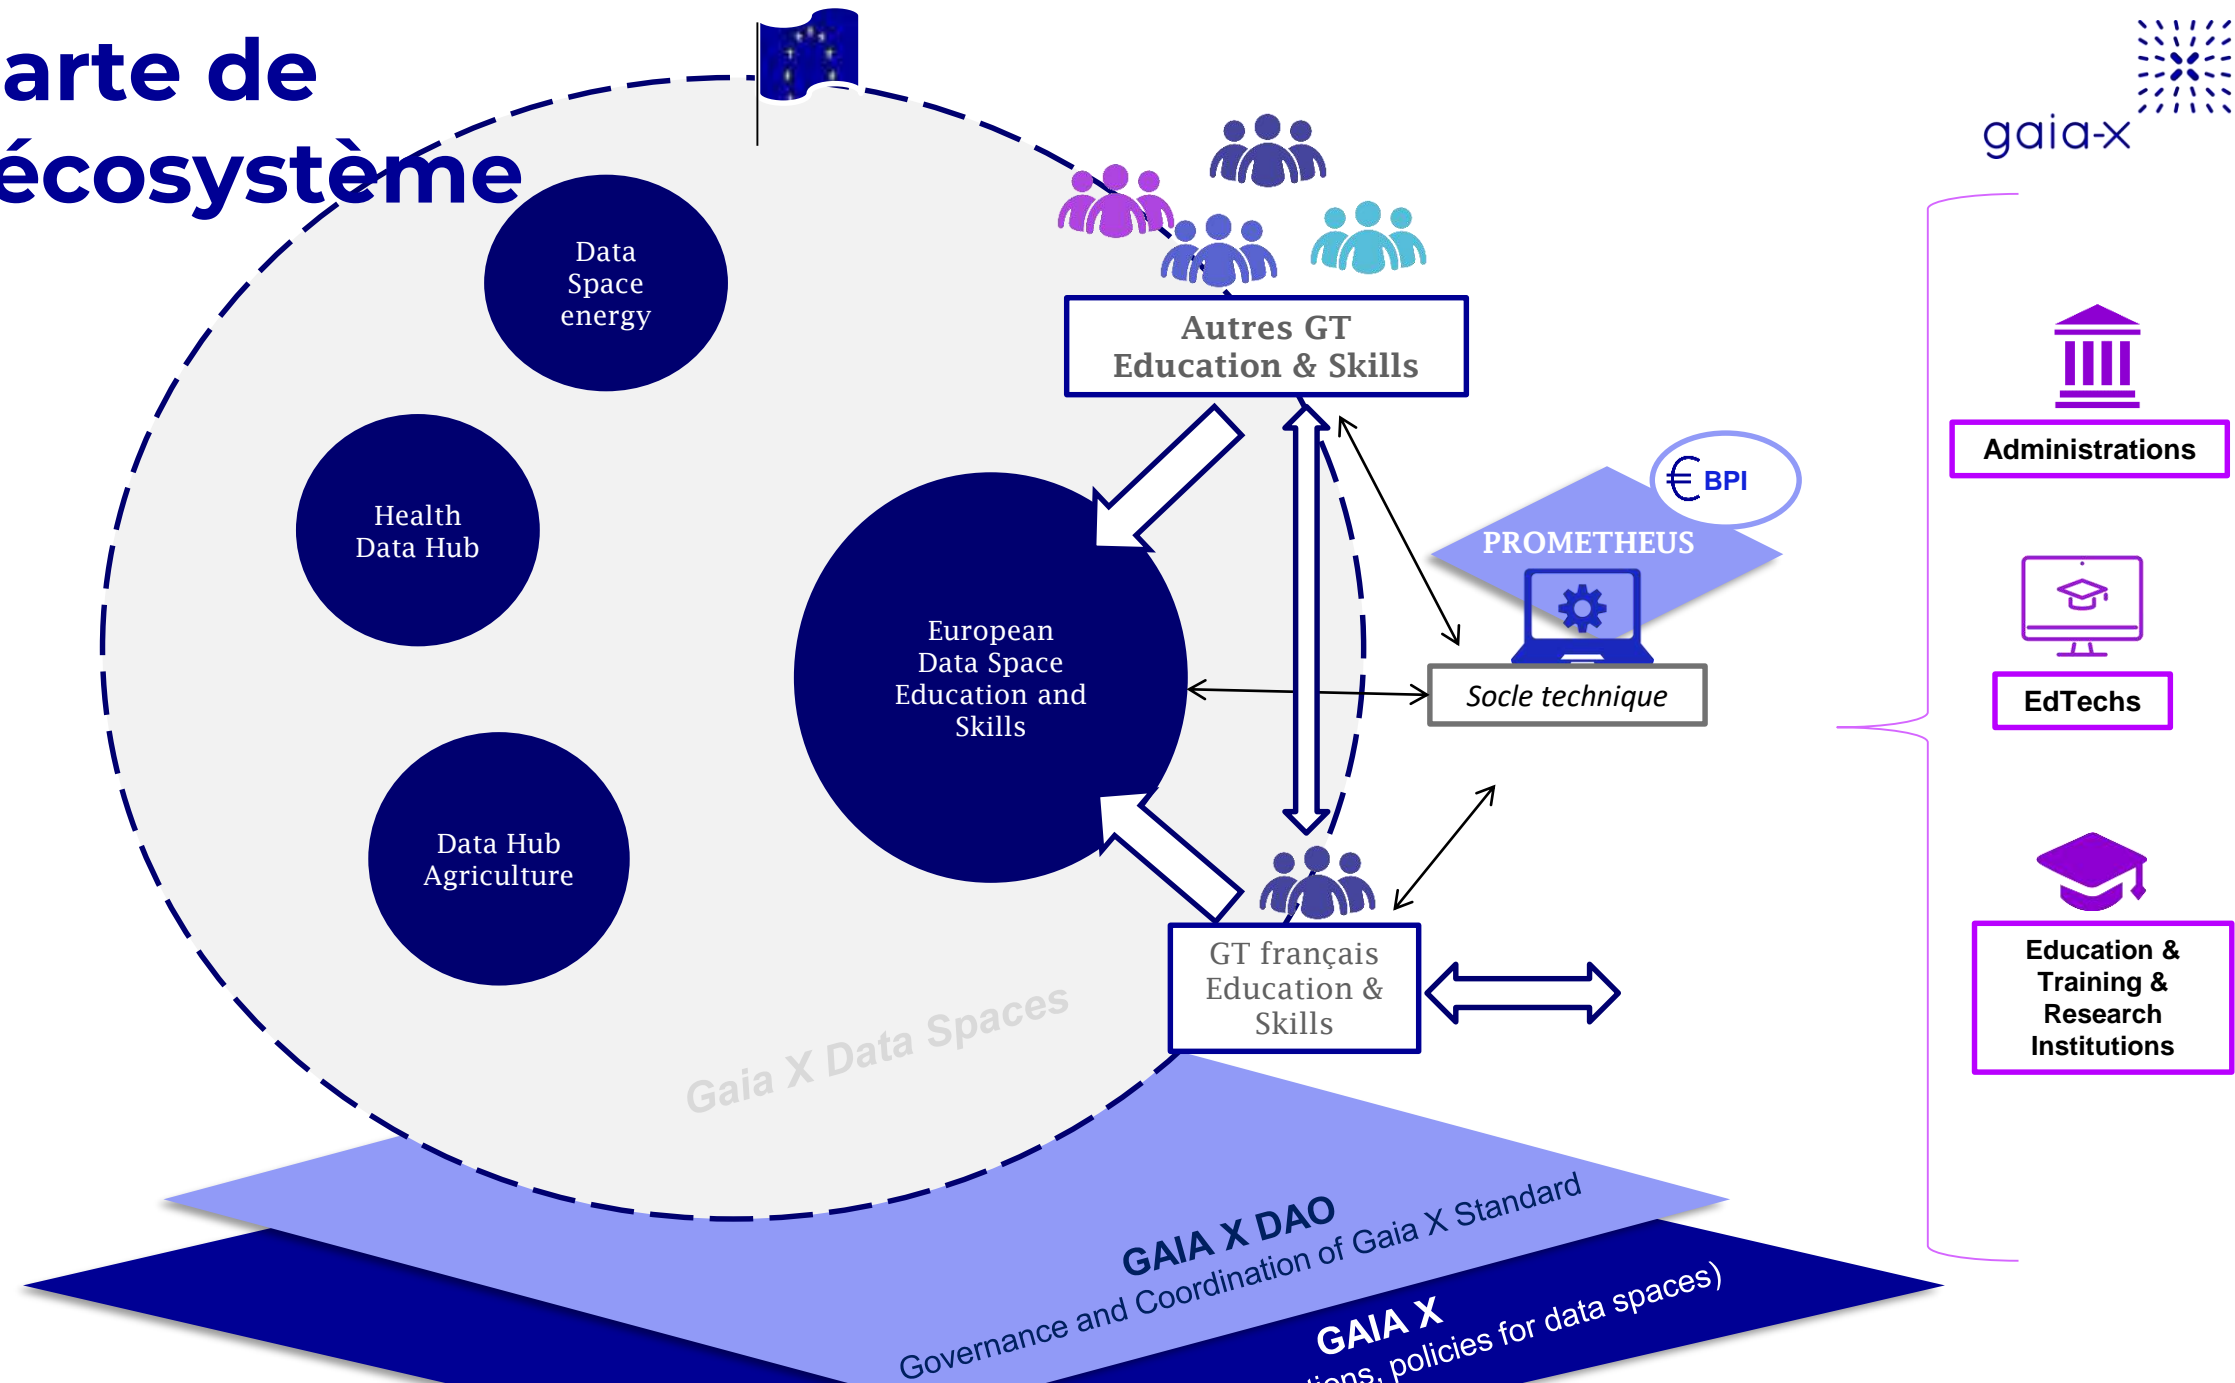 arte de
écosystème
gaia-x
Data
Space
energy
Autres GT
Education & Skills
Administrations
€ BPI
PROMETHEUS
Health
Data Hub
European
Data Space
Education and
Skills
Socle technique
EdTechs
Data Hub
Agriculture
GT français
Education &
Skills
Education &
Training &
Research
Institutions
Gaia X Data Spaces
GAIA X DAO
Governance and Coordination of Gaia X Standard
GAIA X
policies for data spaces)